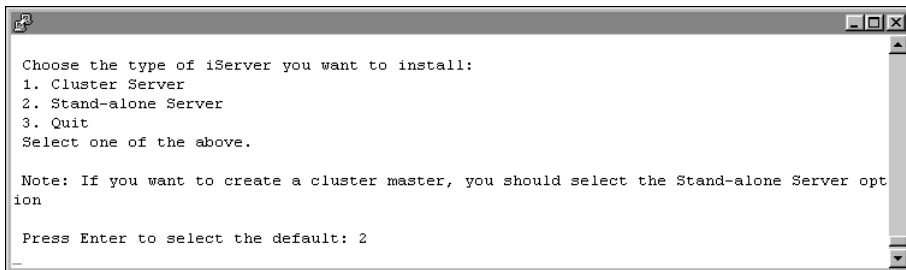 Choose the type of iServer you want to install:
1. Cluster Server
2. Stand-alone Server
3. Quit
Select one of the above.
Note: If you want to create a cluster master, you should select the Stand-alone Server opt
ion
Press Enter to select the default: 2
_